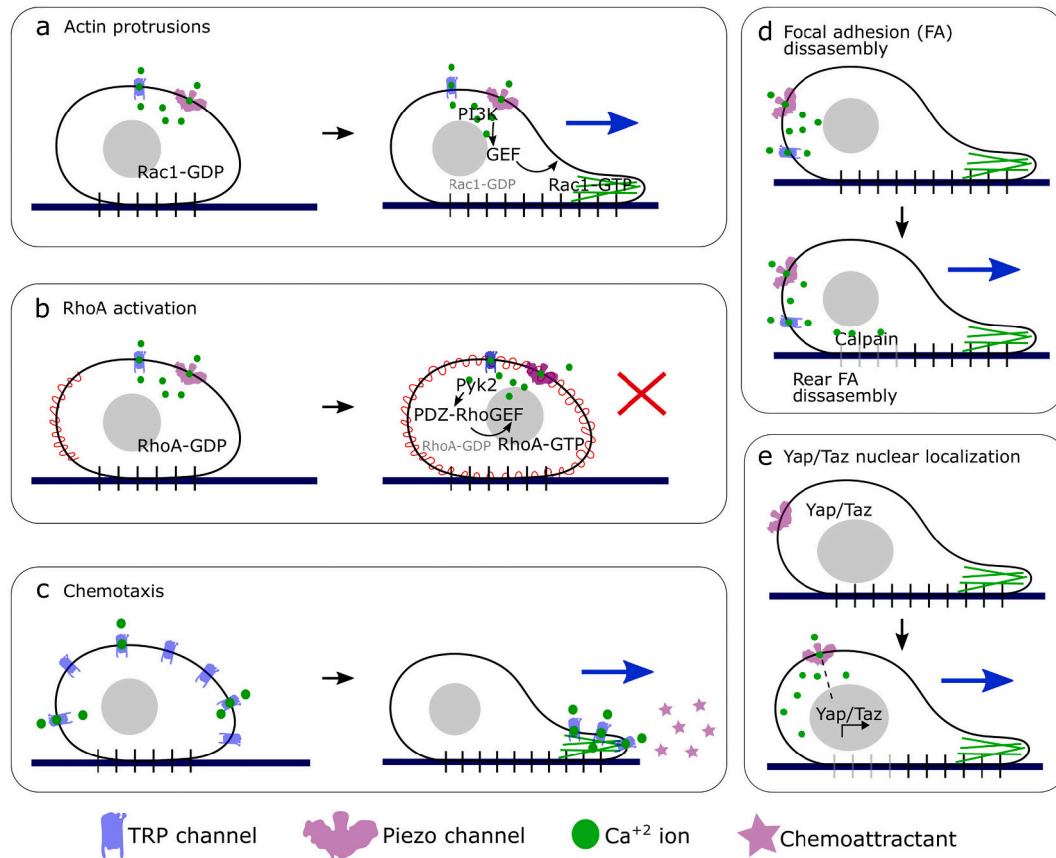 a Actin protrusions
Rac1-GDP
PI3K
GEF
Rac1-GDP
Rac1-GTP
b RhoA activation
RhoA-GDP
Pyk2
PDZ-RhoGEF
RhoA-GDP
RhoA-GTP
c Chemotaxis
d Focal adhesion (FA)
dissasembly
Calpain
Rear FA
disassembly
e Yap/Taz nuclear localization
Yap/Taz
Yap/Taz
TRP channel
Piezo channel
Ca⁺² ion
Chemoattractant